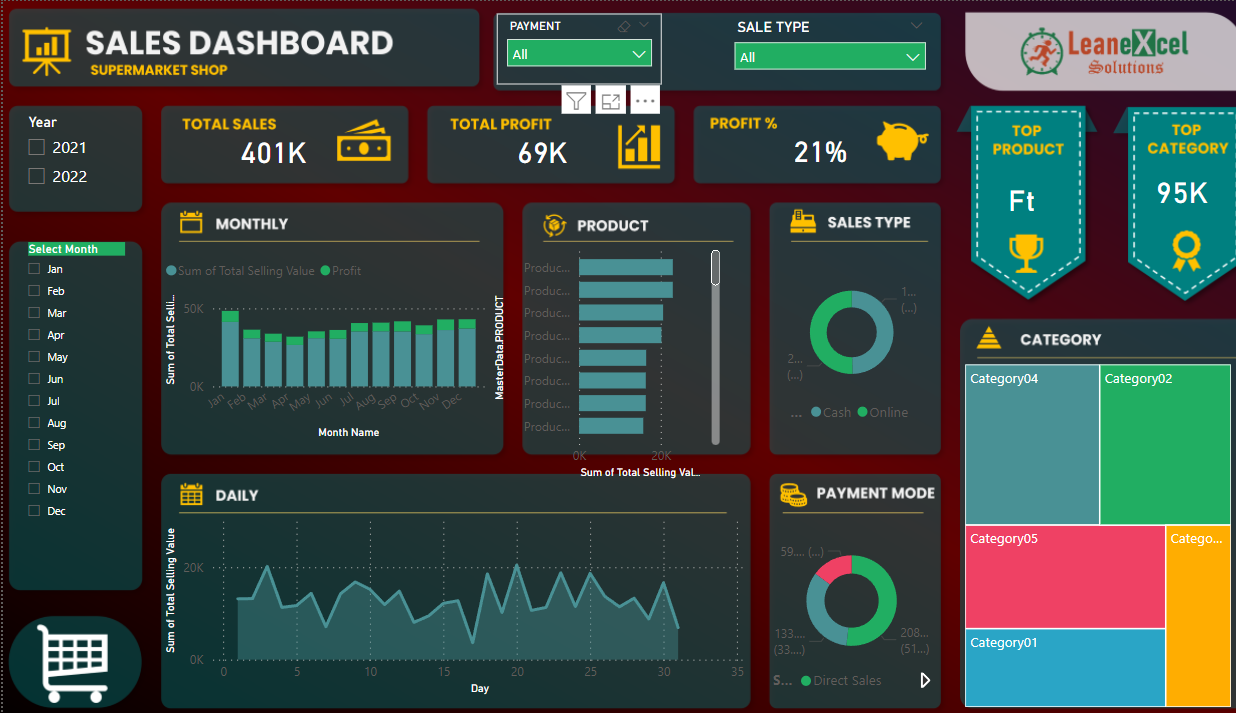 SALES DASHBOARD
SUPERMARKET SHOP
PAYMENT
All
SALE TYPE
All
LeaneXcel
Solutions
Year
2021
2022
TOTAL SALES
401K
TOTAL PROFIT
69K
PROFIT %
21%
TOP
PRODUCT
Ft
TOP
CATEGORY
95K
Select Month
Jan
Feb
Mar
Apr
May
Jun
Jul
Aug
Sep
Oct
Nov
Dec
MONTHLY
Sum of Total Selling Value
Profit
Sum of Total Selli...
50K
0K
Jan
Feb
Mar
Apr
May
Jun
Jul
Aug
Sep
Oct
Nov
Dec
Month Name
PRODUCT
MasterData.PRODUCT
Produc...
Produc...
Produc...
Produc...
Produc...
Produc...
Produc...
Produc...
0K
20K
Sum of Total Selling Val...
SALES TYPE
1...
(...)
2...
(...)
... Cash Online
CATEGORY
Category04
Category02
Category05
Catego...
Category01
DAILY
Sum of Total Selling Value
20K
0K
0
5
10
15
20
25
30
35
Day
PAYMENT MODE
59.... (...)
133....
(33....)
208...
(51...)
S... Direct Sales